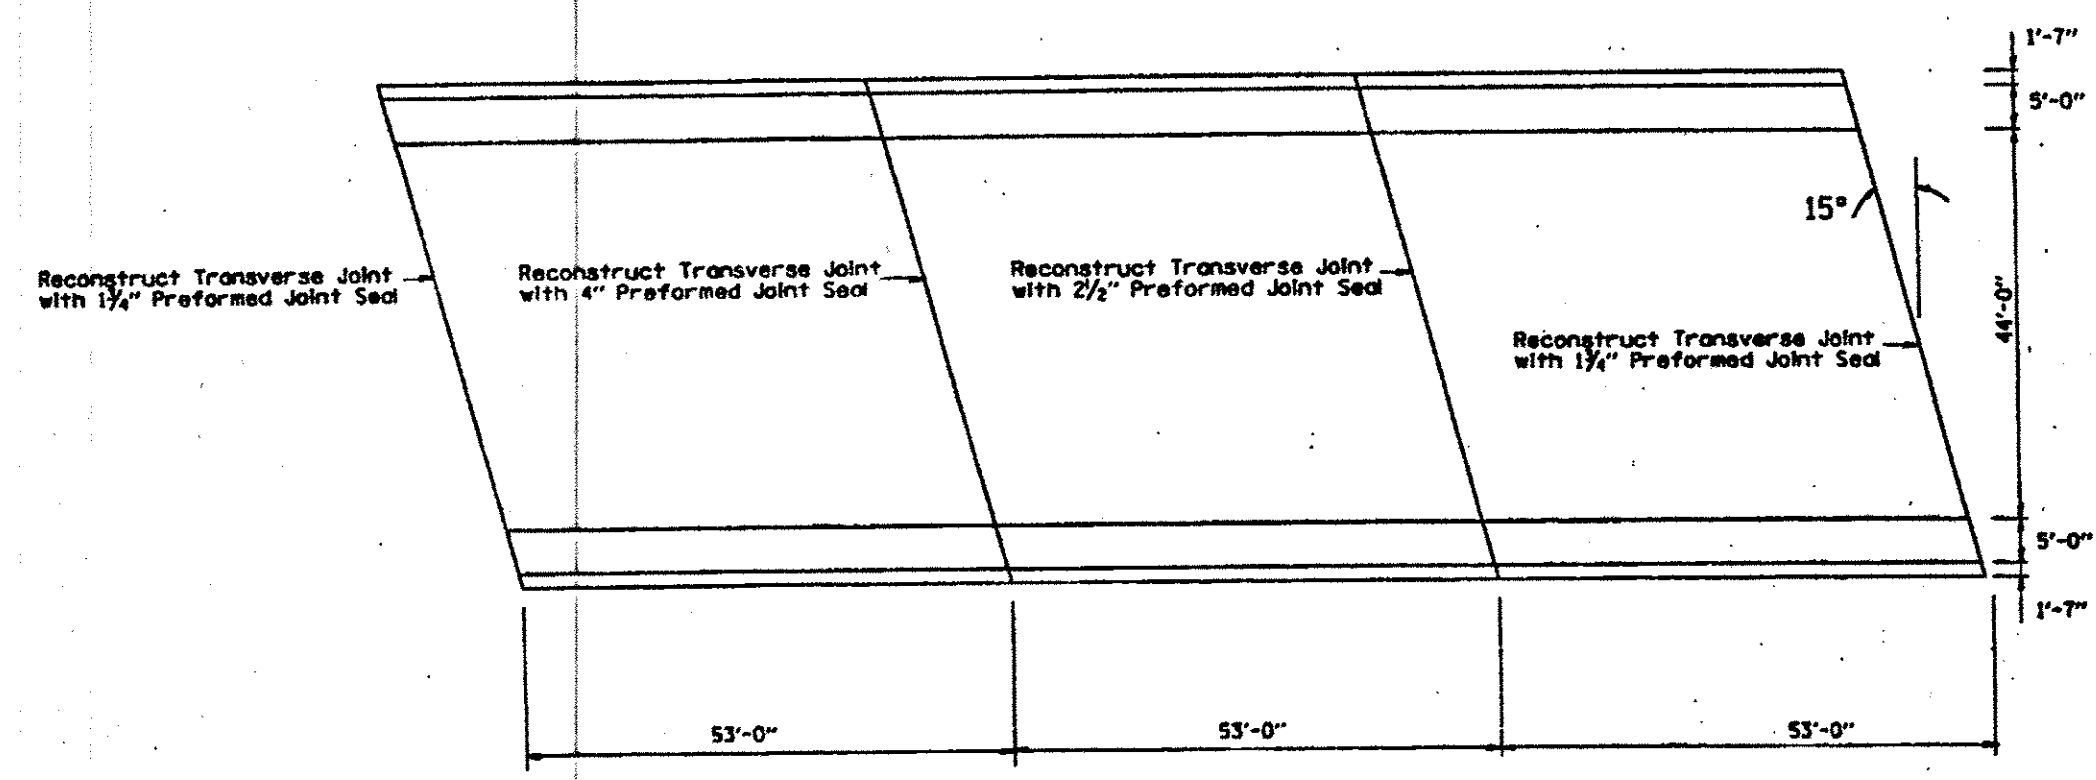 1'-7"
5'-0"
15°
44'-0"
Reconstruct Transverse Joint
with 1¾" Preformed Joint Seal
Reconstruct Transverse Joint
with 4" Preformed Joint Seal
Reconstruct Transverse Joint
with 2½" Preformed Joint Seal
Reconstruct Transverse Joint
with 1¾" Preformed Joint Seal
5'-0"
1'-7"
53'-0"
53'-0"
53'-0"